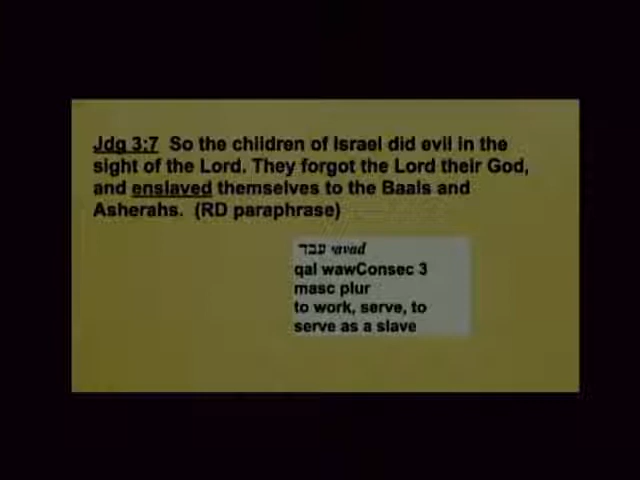 Jdg 3:7 So the children of Israel did evil in the
sight of the Lord. They forgot the Lord their God,
and enslaved themselves to the Baals and
Asherahs. (RD paraphrase)
עבד ʿavad
qal wawConsec 3
masc plur
to work, serve, to
serve as a slave